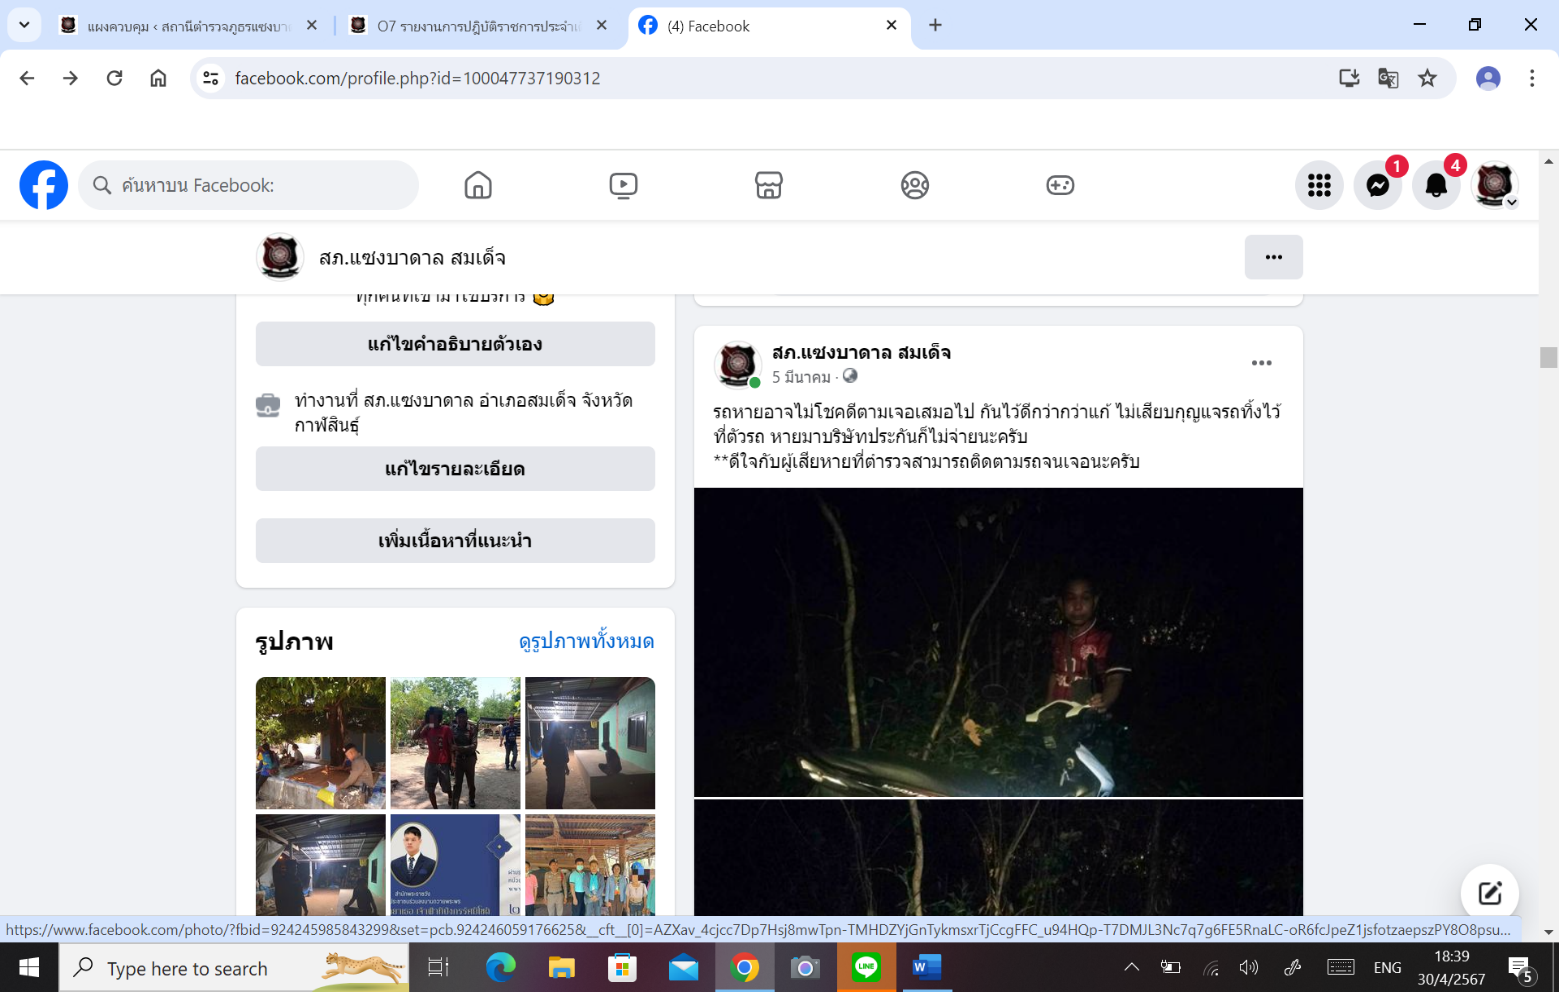 แผงควบคุม ‹ สถานีตำรวจภูธรแซงบา
O7 รายงานการปฏิบัติราชการประจำ
(4) Facebook
facebook.com/profile.php?id=100047737190312
ค้นหาบน Facebook:
1
4
สภ.แซงบาดาล สมเด็จ
ทุกคนที่เข้ามาใช้บริการ
แก้ไขคำอธิบายตัวเอง
ทำงานที่ สภ.แซงบาดาล อำเภอสมเด็จ จังหวัด
กาฬสินธุ์
แก้ไขรายละเอียด
เพิ่มเนื้อหาที่แนะนำ
รูปภาพ
ดูรูปภาพทั้งหมด
สภ.แซงบาดาล สมเด็จ
5 มีนาคม ·
รถหายอาจไม่โชคดีตามเจอเสมอไป กันไว้ดีกว่ากว่าแก้ ไม่เสียบกุญแจรถทิ้งไว้
ที่ตัวรถ หายมาบริษัทประกันก็ไม่จ่ายนะครับ
**ดีใจกับผู้เสียหายที่ตำรวจสามารถติดตามรถจนเจอนะครับ
https://www.facebook.com/photo/?fbid=924245985843299&set=pcb.924246059176625&__cft__[0]=AZXav_4cjcc7Dp7Hsj8mwTpn-TMHDZYjGnTykmsxrTjCcgFFC_u94HQp-T7DMJL3Nc7q7g6FE5RnaLC-oR6fcJpeZ1jsfotzaepszPY8O8psu...
Type here to search
ENG
18:39
30/4/2567
5